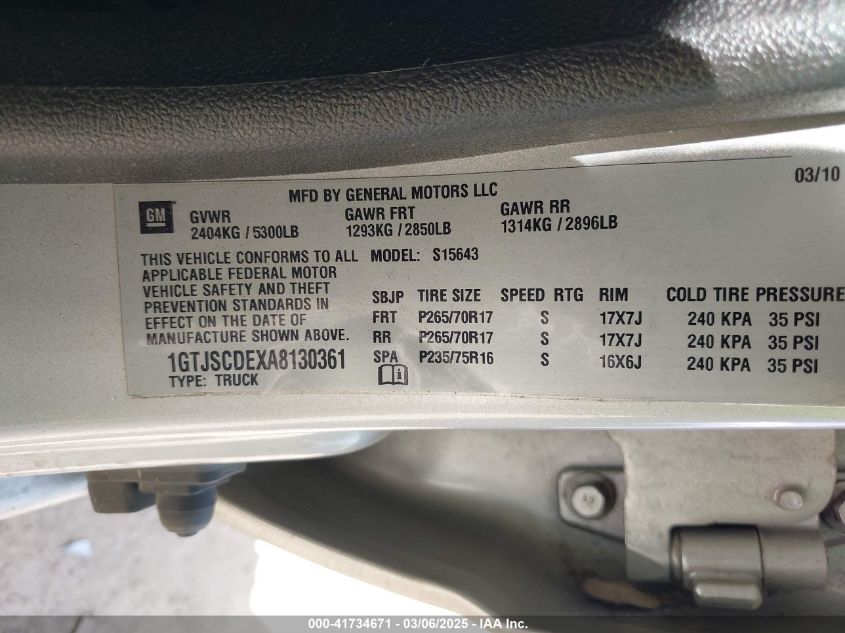 03/10
MFD BY GENERAL MOTORS LLC
GM
GVWR GAWR FRT GAWR RR
2404KG / 5300LB 1293KG / 2850LB 1314KG / 2896LB
THIS VEHICLE CONFORMS TO ALL MODEL: S15643
APPLICABLE FEDERAL MOTOR
VEHICLE SAFETY AND THEFT
PREVENTION STANDARDS IN
EFFECT ON THE DATE OF
MANUFACTURE SHOWN ABOVE.
1GTJSCDEXA8130361
TYPE: TRUCK
SBJP TIRE SIZE SPEED RTG RIM COLD TIRE PRESSURE
FRT P265/70R17 S 17X7J 240 KPA 35 PSI
RR P265/70R17 S 17X7J 240 KPA 35 PSI
SPA P235/75R16 S 16X6J 240 KPA 35 PSI
000-41734671 - 03/06/2025 - IAA Inc.